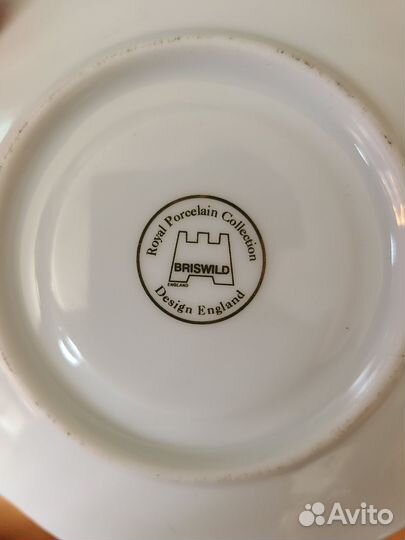 Royal Porcelain Collection
BRISWILD
ENGLAND
Design England
Avito